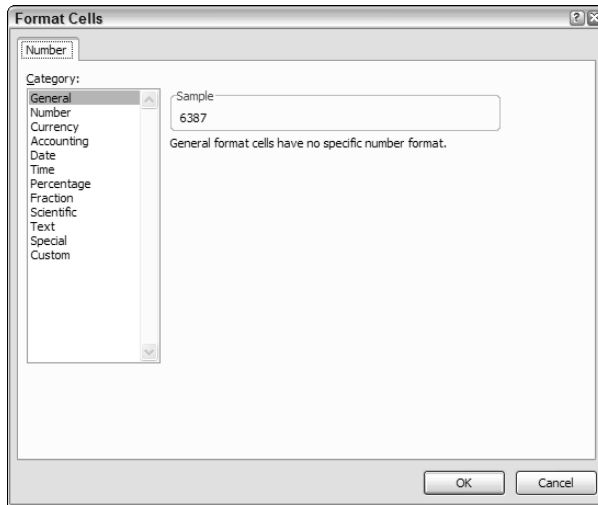 Format Cells
Number
Category:
General
Number
Currency
Accounting
Date
Time
Percentage
Fraction
Scientific
Text
Special
Custom
Sample
6387
General format cells have no specific number format.
OK
Cancel